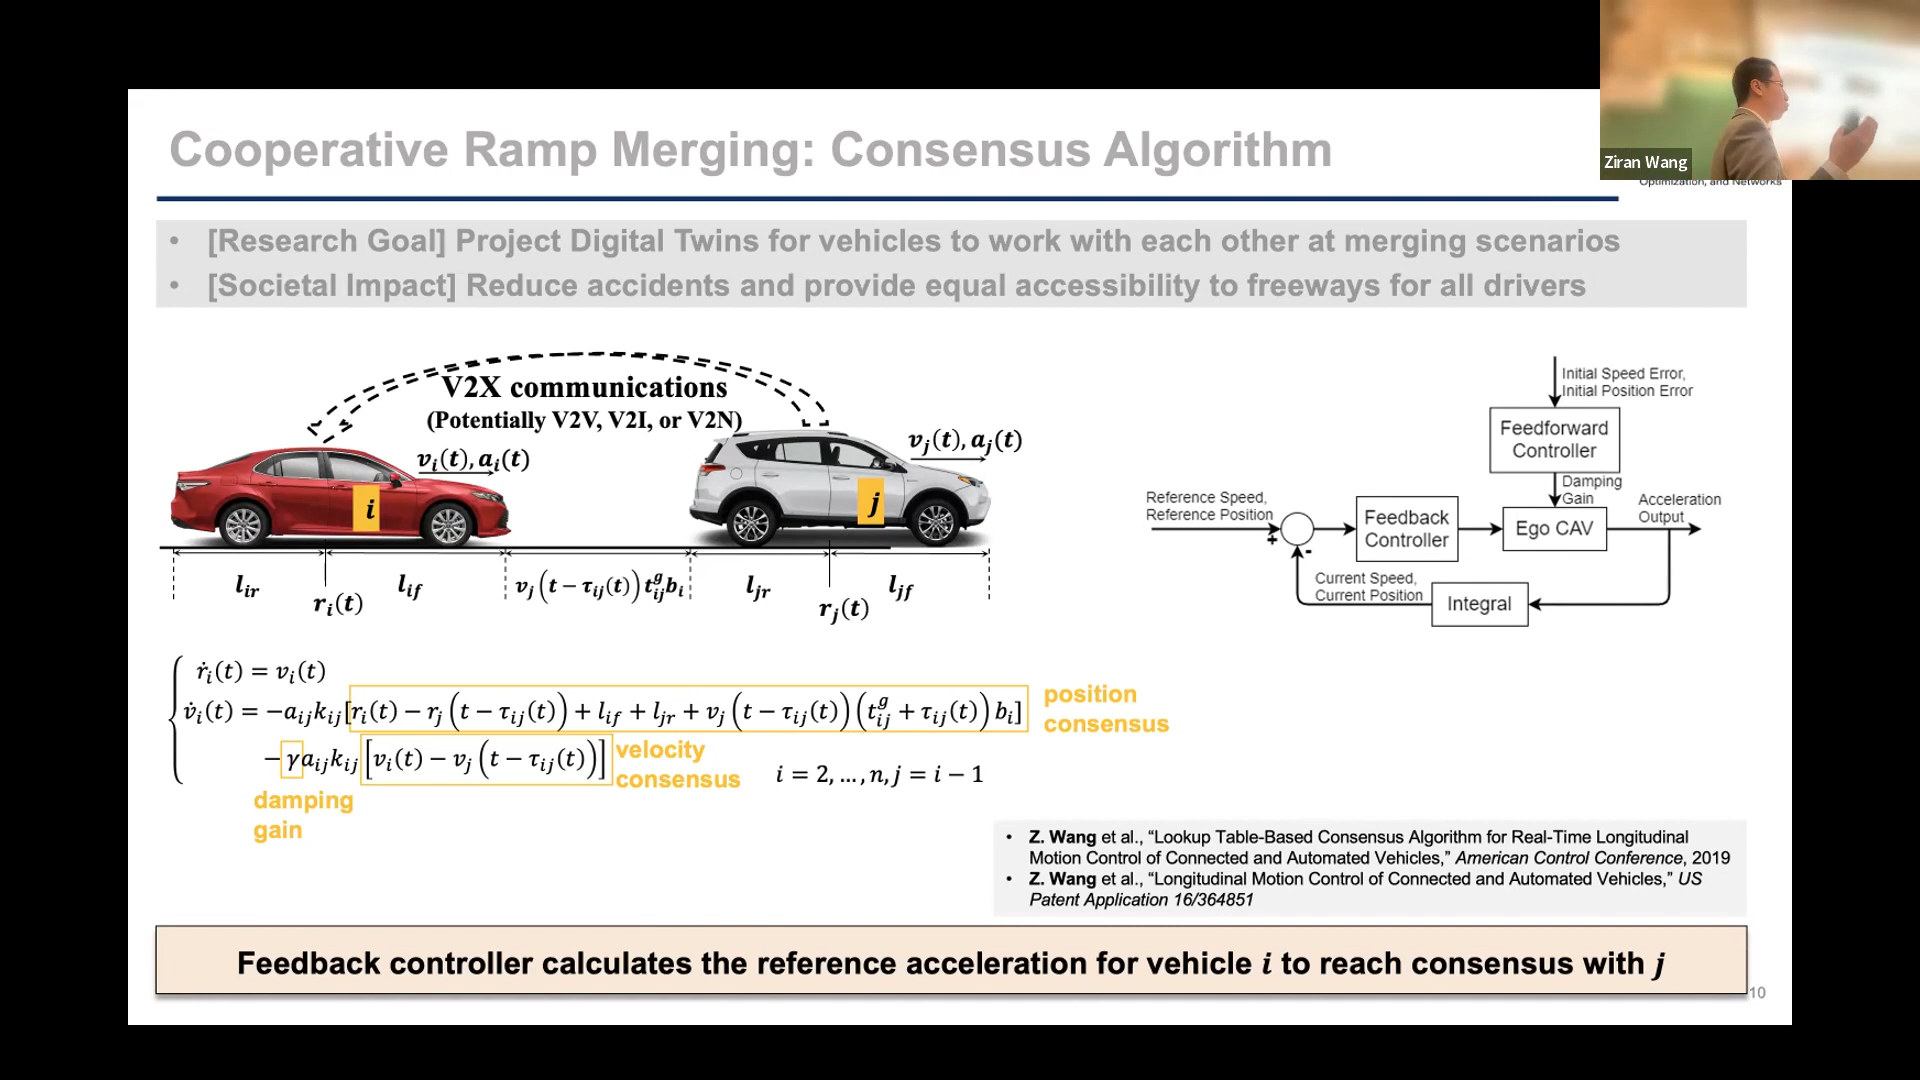 Ziran Wang
Optimization, and Networks
Cooperative Ramp Merging: Consensus Algorithm
• [Research Goal] Project Digital Twins for vehicles to work with each other at merging scenarios
• [Societal Impact] Reduce accidents and provide equal accessibility to freeways for all drivers
V2X communications
(Potentially V2V, V2I, or V2N)
v_i(t), a_i(t)
v_j(t), a_j(t)
i
j
l_ir
r_i(t)
l_if
v_j(t − τ_ij(t)) t_ij^g b_i
l_jr
r_j(t)
l_jf
Initial Speed Error,
Initial Position Error
Feedforward
Controller
Damping
Gain
Reference Speed,
Reference Position
+
-
Feedback
Controller
Ego CAV
Acceleration
Output
Current Speed,
Current Position
Integral
ṙ_i(t) = v_i(t)
v̇_i(t) = −a_ij k_ij [r_i(t) − r_j(t − τ_ij(t)) + l_if + l_jr + v_j(t − τ_ij(t)) (t_ij^g + τ_ij(t)) b_i]
position
consensus
− γ a_ij k_ij [v_i(t) − v_j(t − τ_ij(t))]
velocity
consensus
i = 2, …, n, j = i − 1
damping
gain
• Z. Wang et al., “Lookup Table-Based Consensus Algorithm for Real-Time Longitudinal
Motion Control of Connected and Automated Vehicles,” American Control Conference, 2019
• Z. Wang et al., “Longitudinal Motion Control of Connected and Automated Vehicles,” US
Patent Application 16/364851
Feedback controller calculates the reference acceleration for vehicle i to reach consensus with j
10